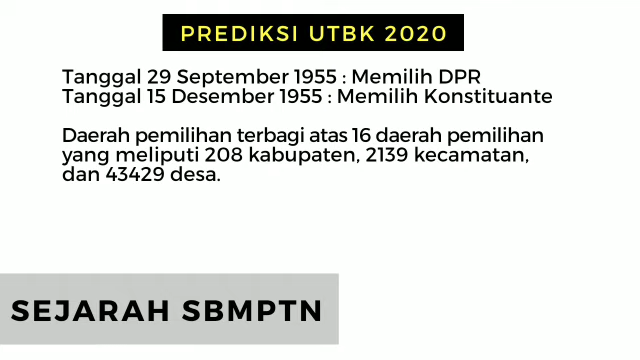 PREDIKSI UTBK 2020
Tanggal 29 September 1955 : Memilih DPR
Tanggal 15 Desember 1955 : Memilih Konstituante
Daerah pemilihan terbagi atas 16 daerah pemilihan
yang meliputi 208 kabupaten, 2139 kecamatan,
dan 43429 desa.
SEJARAH SBMPTN